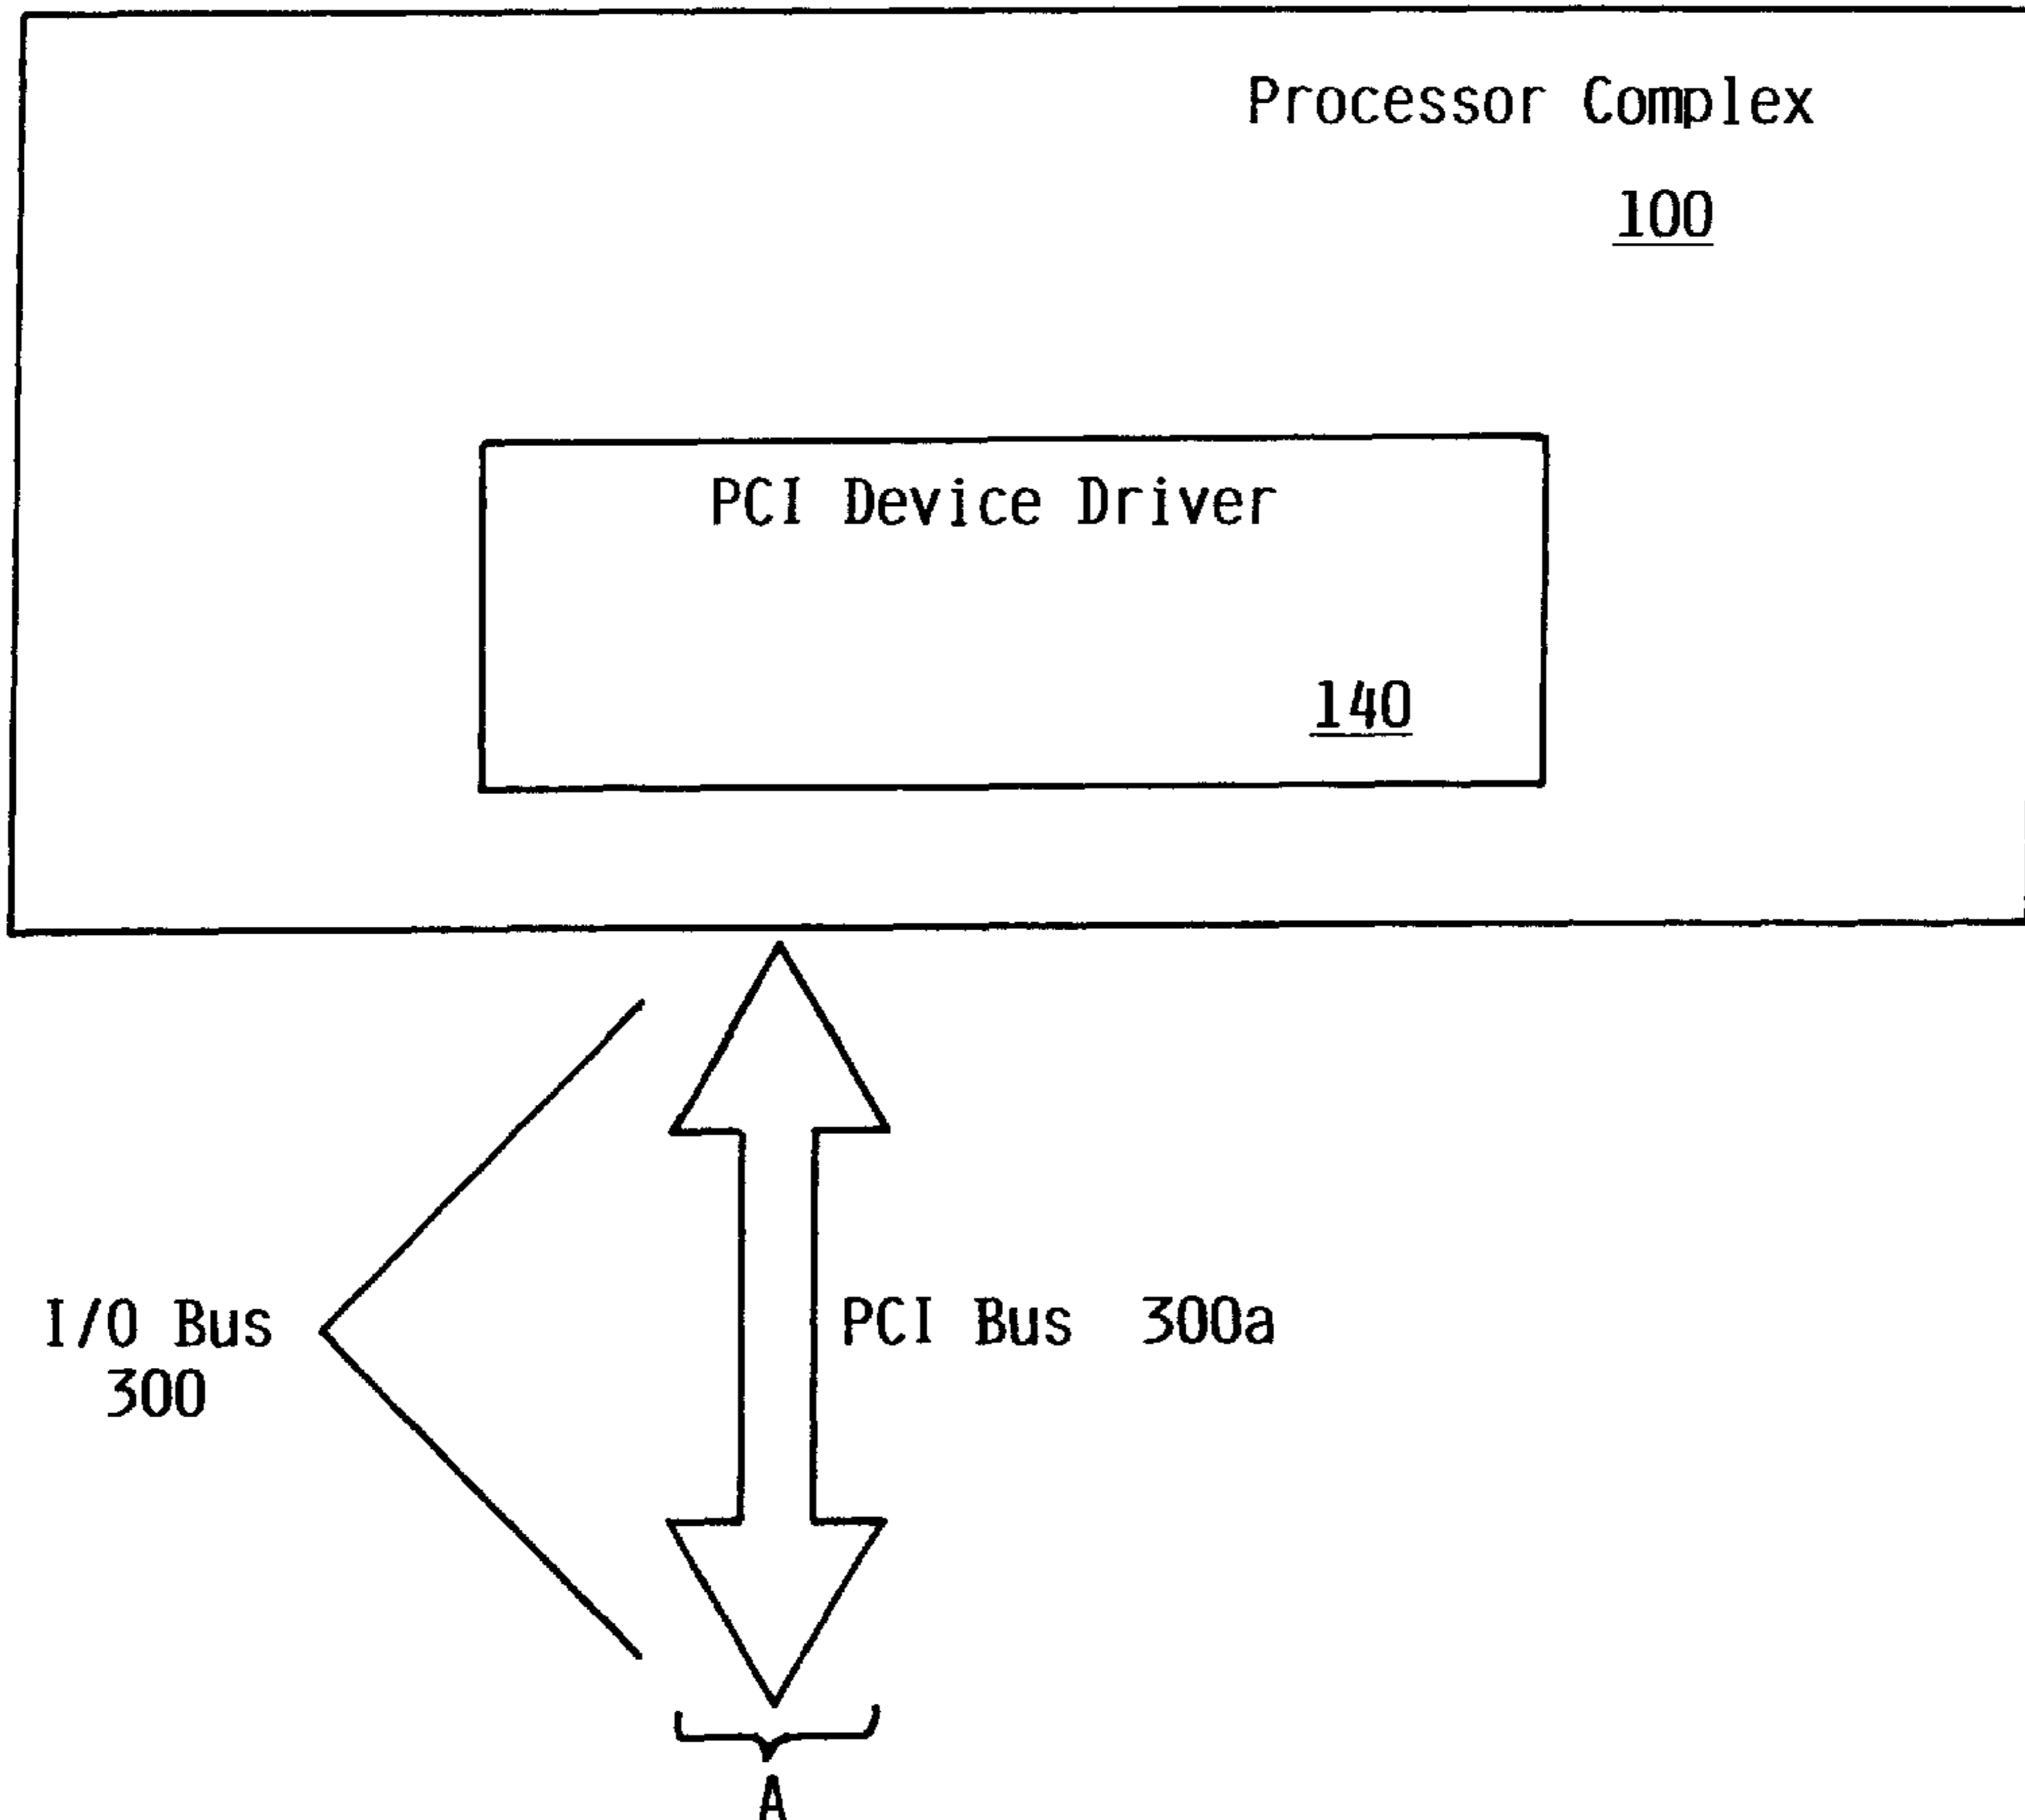 Processor Complex
100
PCI Device Driver
140
I/O Bus
300
PCI Bus 300a
A